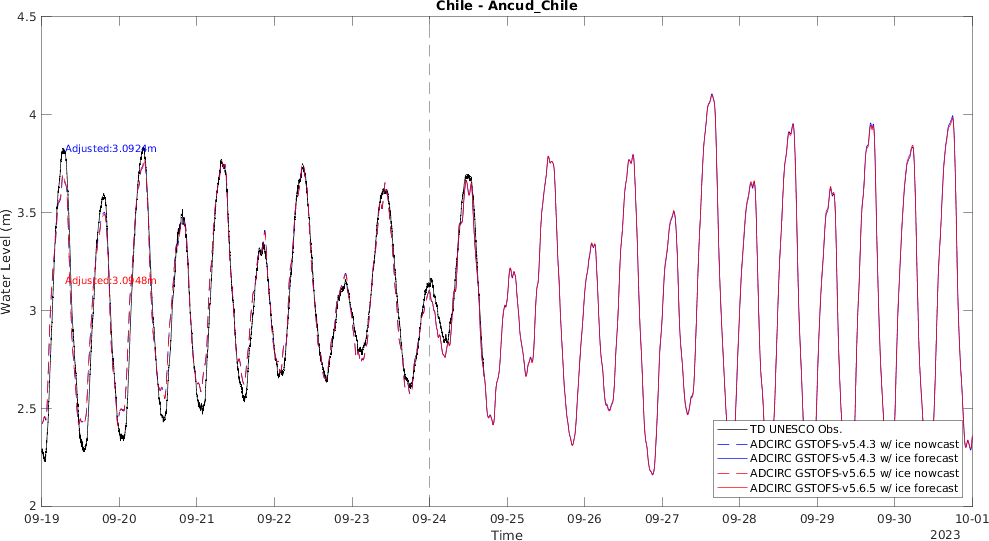 Chile - Ancud_Chile
4.5
4
3.5
3
2.5
2
Water Level (m)
Adjusted:3.0924m
Adjusted:3.0948m
TD UNESCO Obs.
ADCIRC GSTOFS-v5.4.3 w/ ice nowcast
ADCIRC GSTOFS-v5.4.3 w/ ice forecast
ADCIRC GSTOFS-v5.6.5 w/ ice nowcast
ADCIRC GSTOFS-v5.6.5 w/ ice forecast
09-19 09-20 09-21 09-22 09-23 09-24 09-25 09-26 09-27 09-28 09-29 09-30 10-01
Time
2023